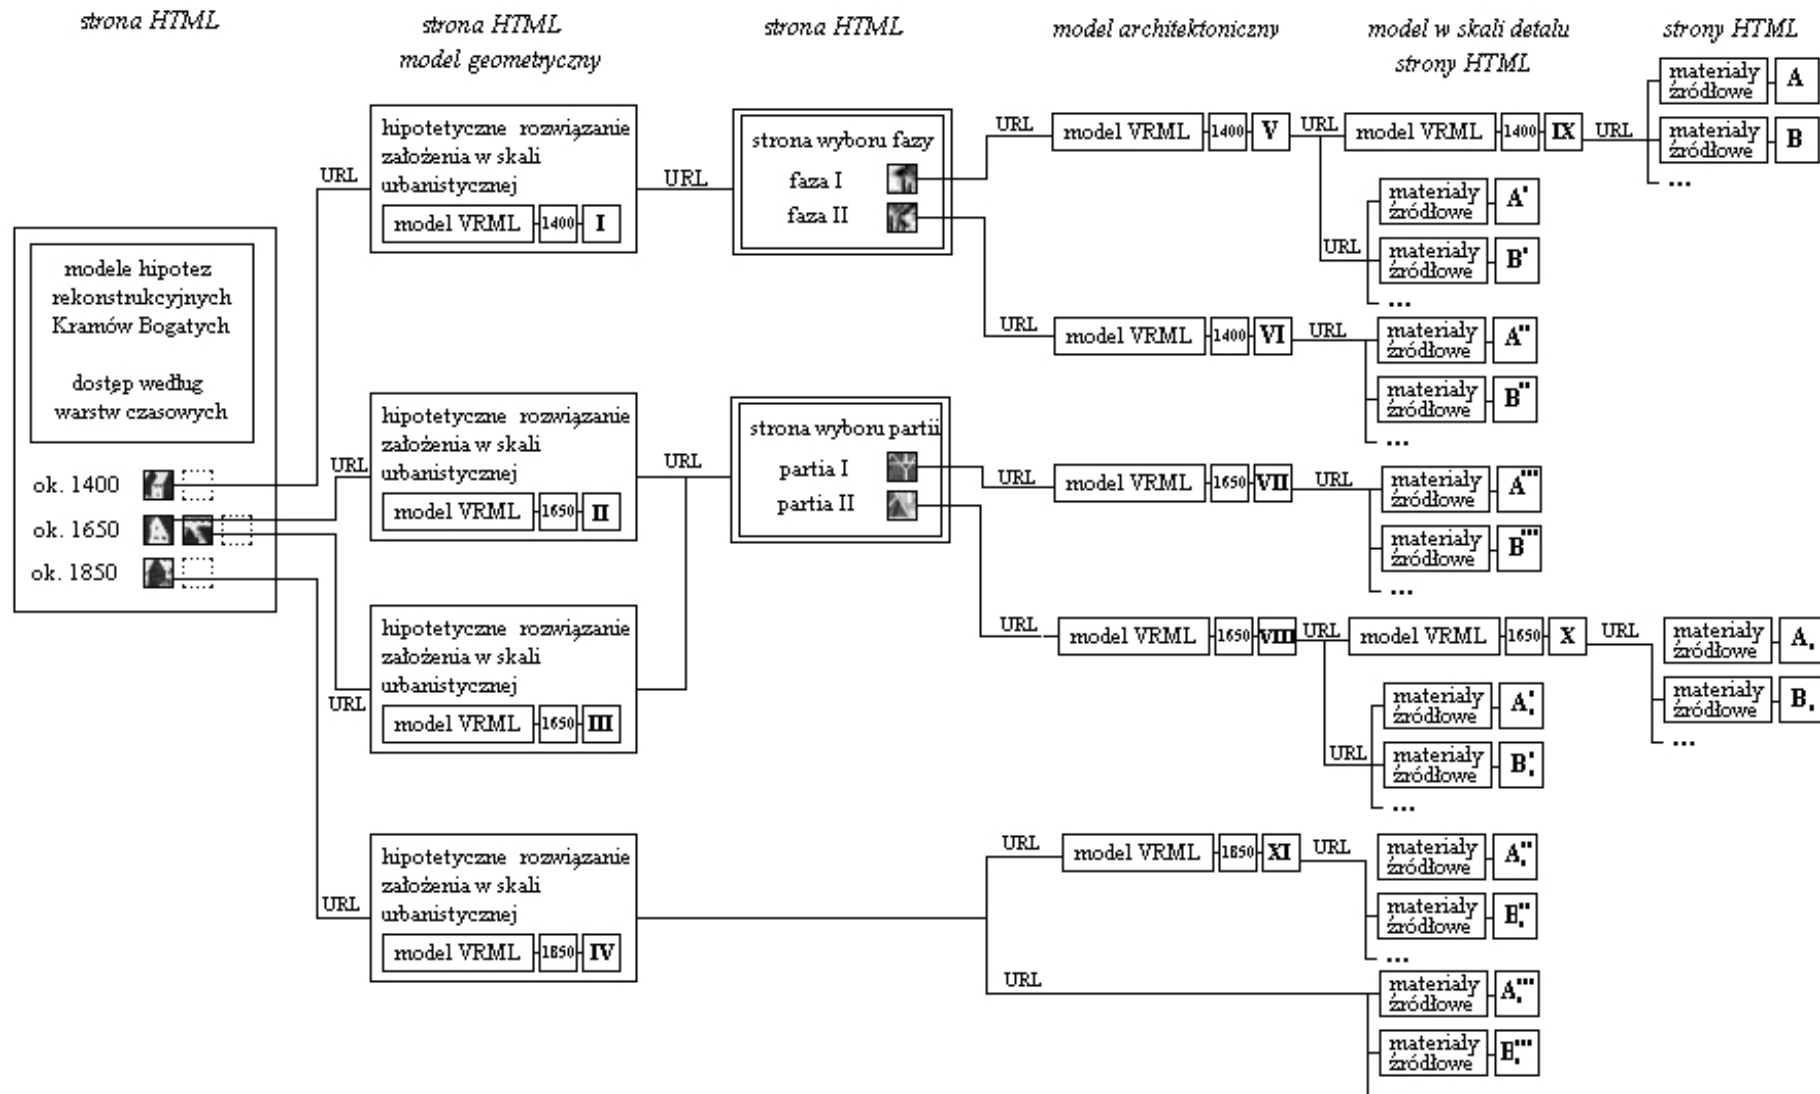 strona HTML
strona HTML
model geometryczny
strona HTML
model architektoniczny
model w skali detalu
strony HTML
strony HTML
modele hipotez
rekonstrukcyjnych
Kramów Bogatych
dostęp według
warstw czasowych
ok. 1400
ok. 1650
ok. 1850
URL
hipotetyczne rozwiązanie
założenia w skali
urbanistycznej
model VRML 1400 I
URL
hipotetyczne rozwiązanie
założenia w skali
urbanistycznej
model VRML 1650 II
URL
hipotetyczne rozwiązanie
założenia w skali
urbanistycznej
model VRML 1650 III
URL
hipotetyczne rozwiązanie
założenia w skali
urbanistycznej
model VRML 1850 IV
URL
strona wyboru fazy
faza I
faza II
URL
strona wyboru partii
partia I
partia II
URL
model VRML 1400 V
URL
model VRML 1400 IX
URL
materiały
źródłowe
A
materiały
źródłowe
B
...
URL
materiały
źródłowe
A'
materiały
źródłowe
B'
...
URL
model VRML 1400 VI
URL
materiały
źródłowe
A''
materiały
źródłowe
B''
...
URL
model VRML 1650 VII
URL
materiały
źródłowe
A'''
materiały
źródłowe
B'''
...
URL
model VRML 1650 VIII
URL
model VRML 1650 X
URL
materiały
źródłowe
A.
materiały
źródłowe
B.
...
URL
materiały
źródłowe
A.'
materiały
źródłowe
B.'
...
URL
model VRML 1850 XI
URL
materiały
źródłowe
A.''
materiały
źródłowe
B.''
...
URL
materiały
źródłowe
A.'''
materiały
źródłowe
B.'''